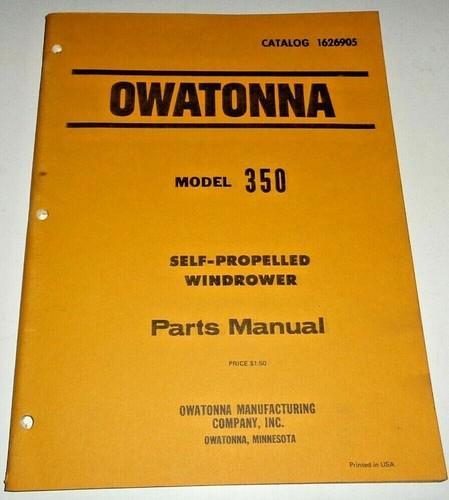 CATALOG 1626905
OWATONNA
MODEL 350
SELF-PROPELLED
WINDROWER
Parts Manual
PRICE $1.50
OWATONNA MANUFACTURING
COMPANY, INC.
OWATONNA, MINNESOTA
Printed in USA